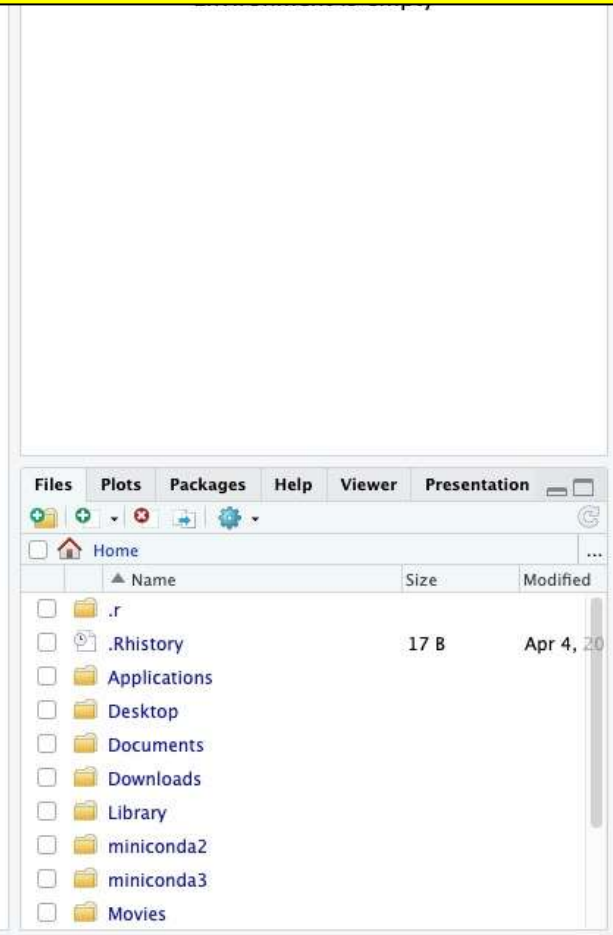 Files Plots Packages Help Viewer Presentation
Home ...
Name Size Modified
.r
.Rhistory 17 B Apr 4, 20
Applications
Desktop
Documents
Downloads
Library
miniconda2
miniconda3
Movies